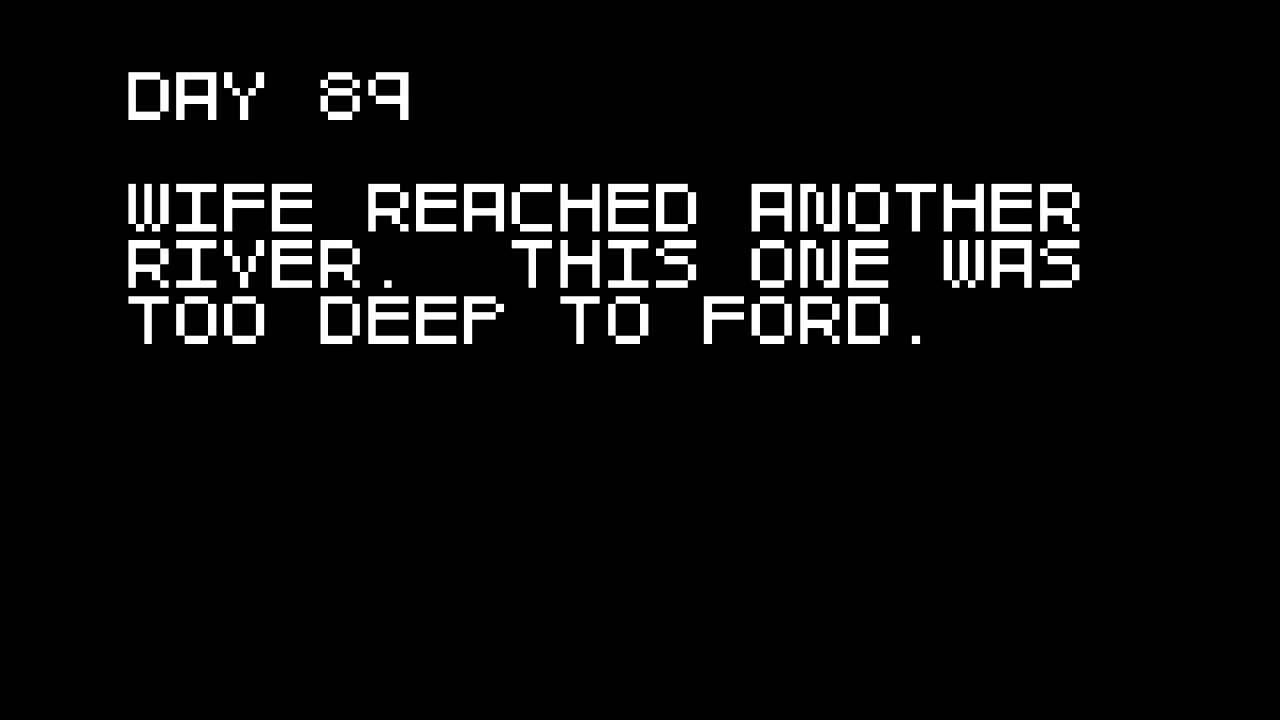 DAY 89
WIFE REACHED ANOTHER
RIVER.  THIS ONE WAS
TOO DEEP TO FORD.